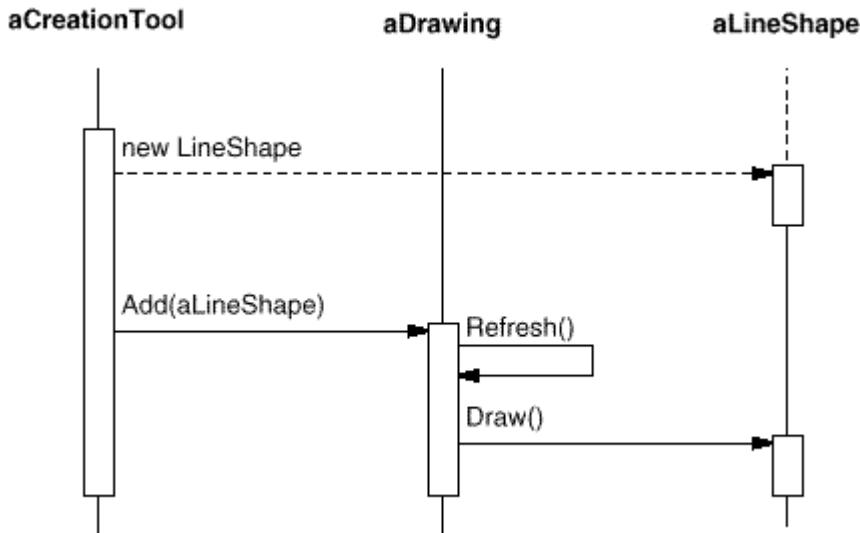 aCreationTool
aDrawing
aLineShape
new LineShape
Add(aLineShape)
Refresh()
Draw()